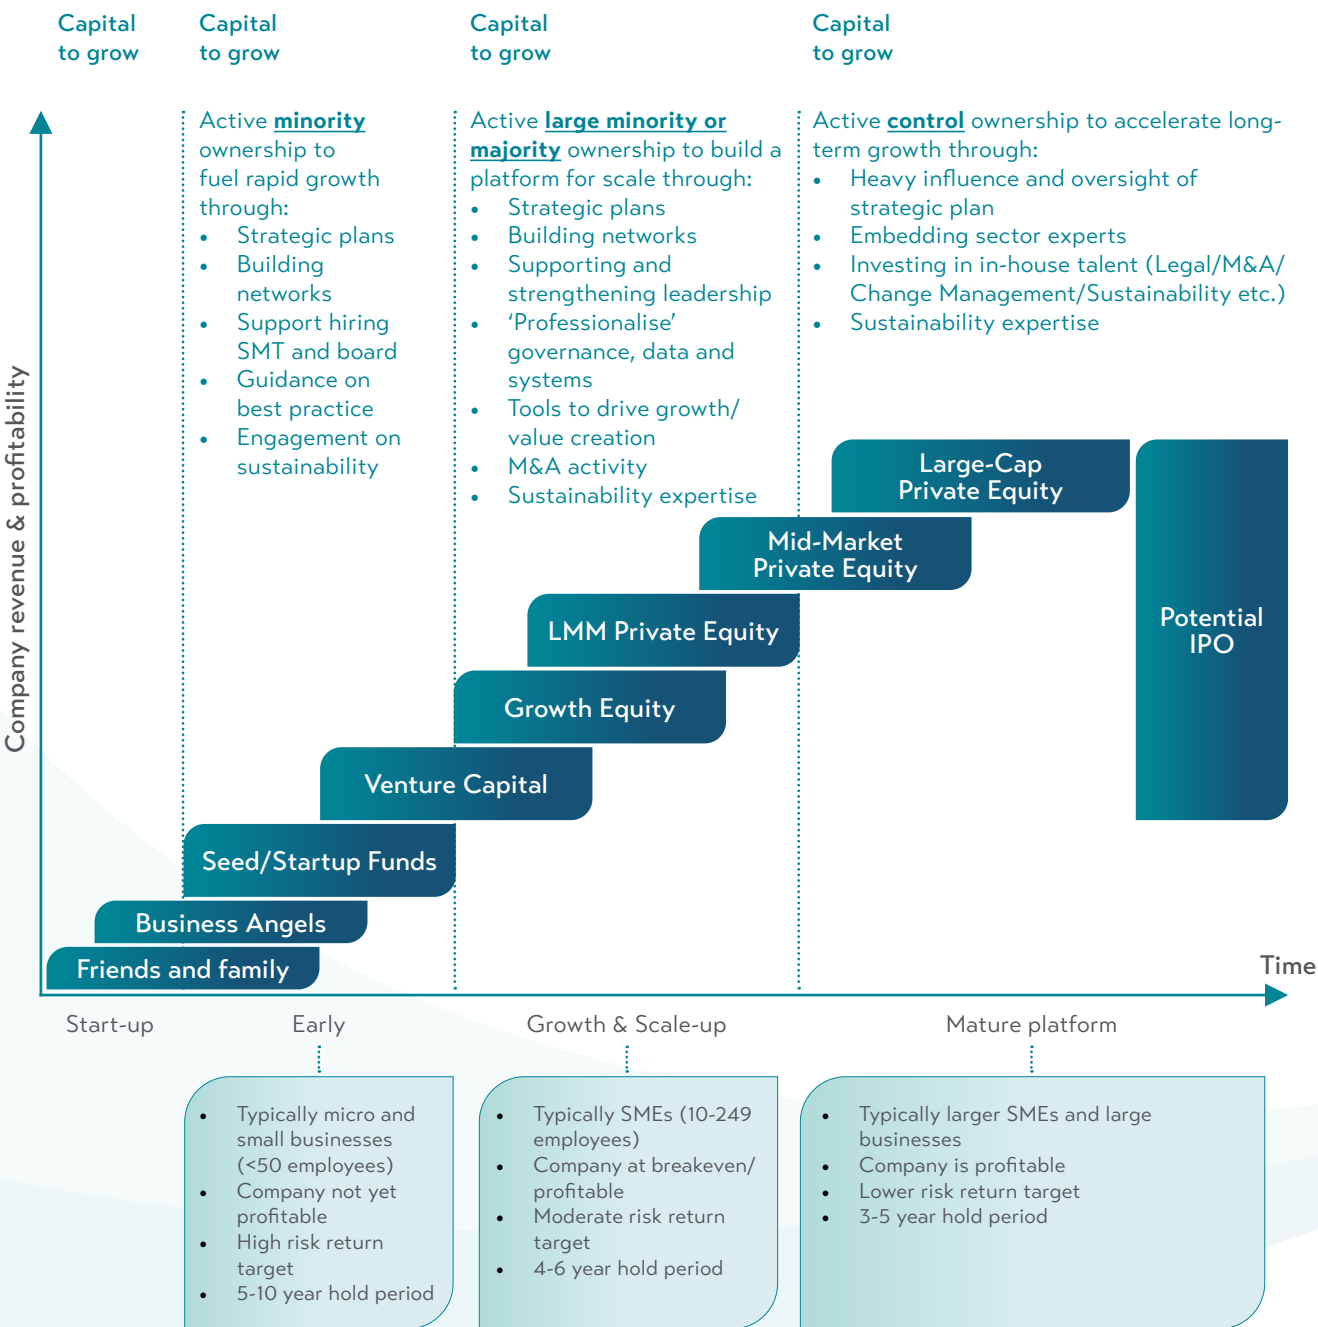 Capital
to grow
Capital
to grow
Capital
to grow
Capital
to grow
Active minority
ownership to
fuel rapid growth
through:
• Strategic plans
• Building
networks
• Support hiring
SMT and board
• Guidance on
best practice
• Engagement on
sustainability
Active large minority or
majority ownership to build a
platform for scale through:
• Strategic plans
• Building networks
• Supporting and
strengthening leadership
• ‘Professionalise’
governance, data and
systems
• Tools to drive growth/
value creation
• M&A activity
• Sustainability expertise
Active control ownership to accelerate long-
term growth through:
• Heavy influence and oversight of
strategic plan
• Embedding sector experts
• Investing in in-house talent (Legal/M&A/
Change Management/Sustainability etc.)
• Sustainability expertise
Company revenue & profitability
Large-Cap
Private Equity
Mid-Market
Private Equity
LMM Private Equity
Potential
IPO
Growth Equity
Venture Capital
Seed/Startup Funds
Business Angels
Friends and family
Time
Start-up
Early
Growth & Scale-up
Mature platform
• Typically micro and
small businesses
(<50 employees)
• Company not yet
profitable
• High risk return
target
• 5-10 year hold period
• Typically SMEs (10-249
employees)
• Company at breakeven/
profitable
• Moderate risk return
target
• 4-6 year hold period
• Typically larger SMEs and large
businesses
• Company is profitable
• Lower risk return target
• 3-5 year hold period